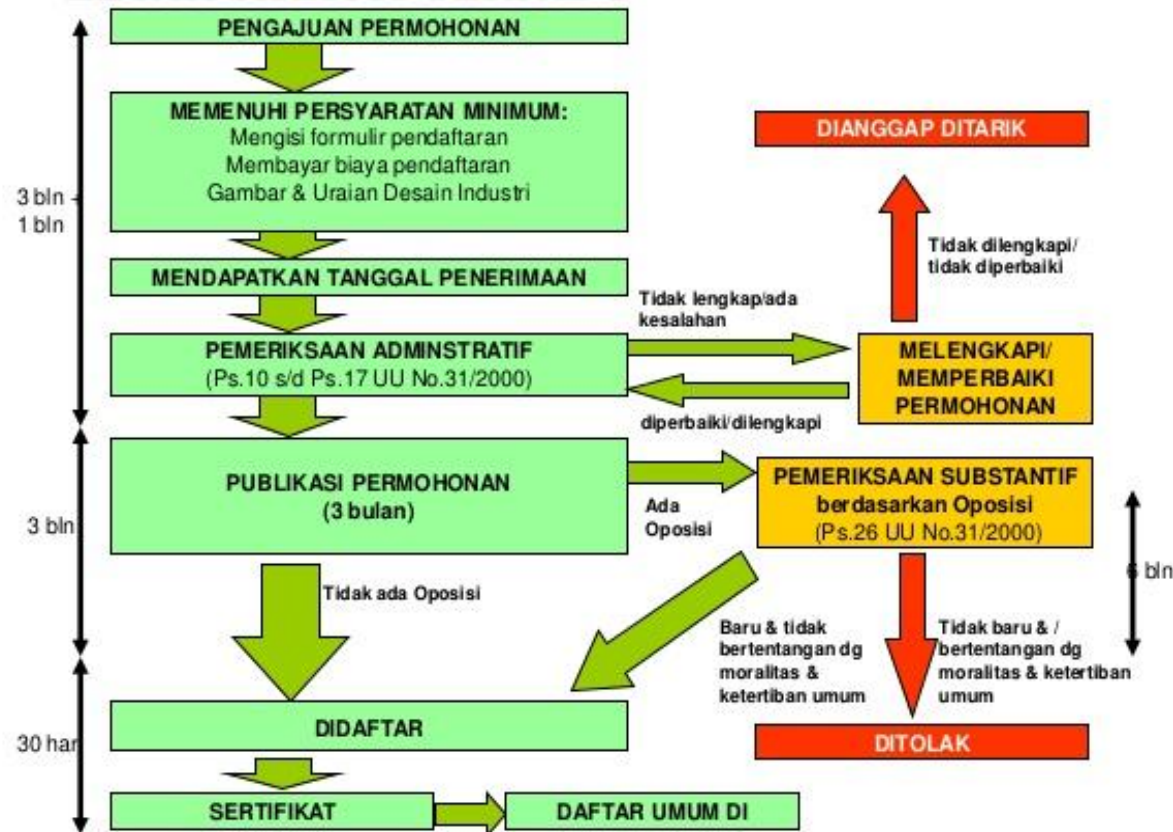 PENGAJUAN PERMOHONAN
MEMENUHI PERSYARATAN MINIMUM:
Mengisi formulir pendaftaran
Membayar biaya pendaftaran
Gambar & Uraian Desain Industri
DIANGGAP DITARIK
3 bln -
1 bln
Tidak dilengkapi/
tidak diperbaiki
MENDAPATKAN TANGGAL PENERIMAAN
Tidak lengkap/ada
kesalahan
PEMERIKSAAN ADMINSTRATIF
(Ps.10 s/d Ps.17 UU No.31/2000)
MELENGKAPI/
MEMPERBAIKI
PERMOHONAN
diperbaiki/dilengkapi
PUBLIKASI PERMOHONAN
(3 bulan)
Ada
Oposisi
PEMERIKSAAN SUBSTANTIF
berdasarkan Oposisi
(Ps.26 UU No.31/2000)
3 bln
6 bln
Tidak ada Oposisi
Baru & tidak
bertentangan dg
moralitas &
ketertiban umum
Tidak baru & /
bertentangan dg
moralitas & ketertiban
umum
DIDAFTAR
DITOLAK
30 har
SERTIFIKAT
DAFTAR UMUM DI